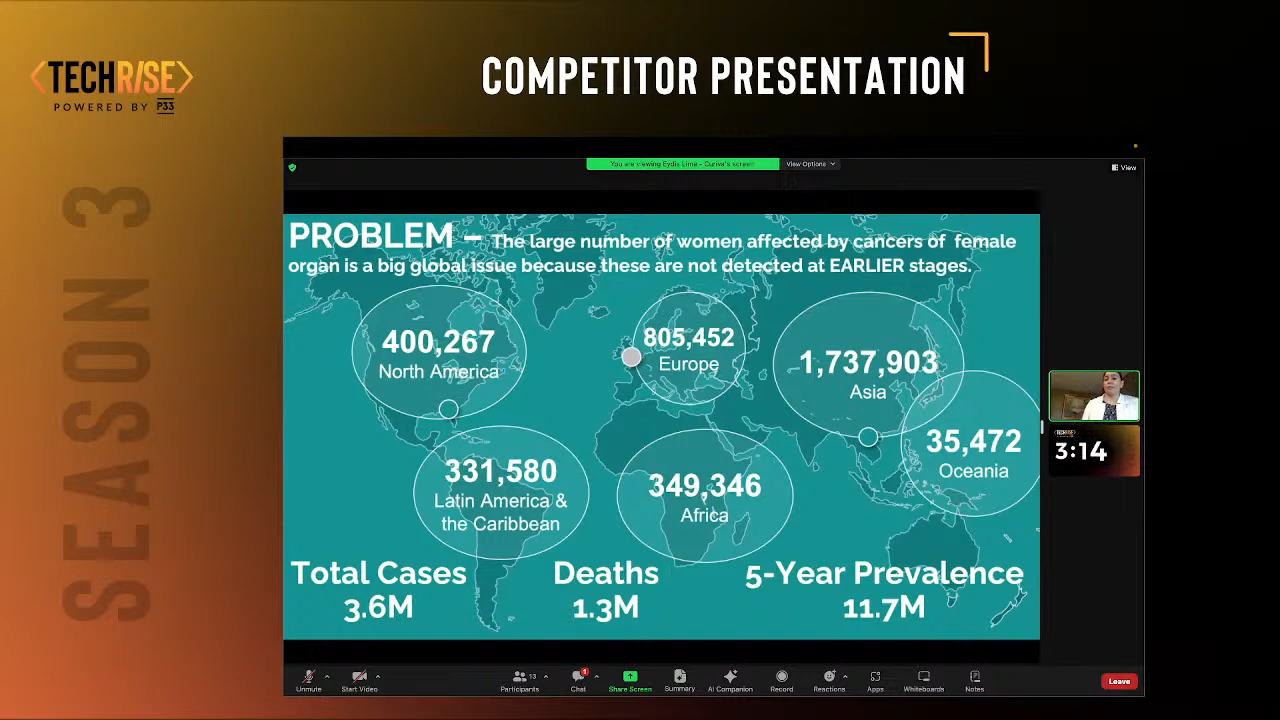 <TECHRISE>
POWERED BY P33
COMPETITOR PRESENTATION
SEASON 3
You are viewing Eydis Lima - Curiva's screen
View Options
View
PROBLEM – The large number of women affected by cancers of female
organ is a big global issue because these are not detected at EARLIER stages.
400,267
North America
805,452
Europe
1,737,903
Asia
35,472
Oceania
331,580
Latin America &
the Caribbean
349,346
Africa
Total Cases
3.6M
Deaths
1.3M
5-Year Prevalence
11.7M
TECHRISE
3:14
Unmute
Start Video
13
Participants
1
Chat
Share Screen
Summary
AI Companion
Record
Reactions
Apps
Whiteboards
Notes
Leave